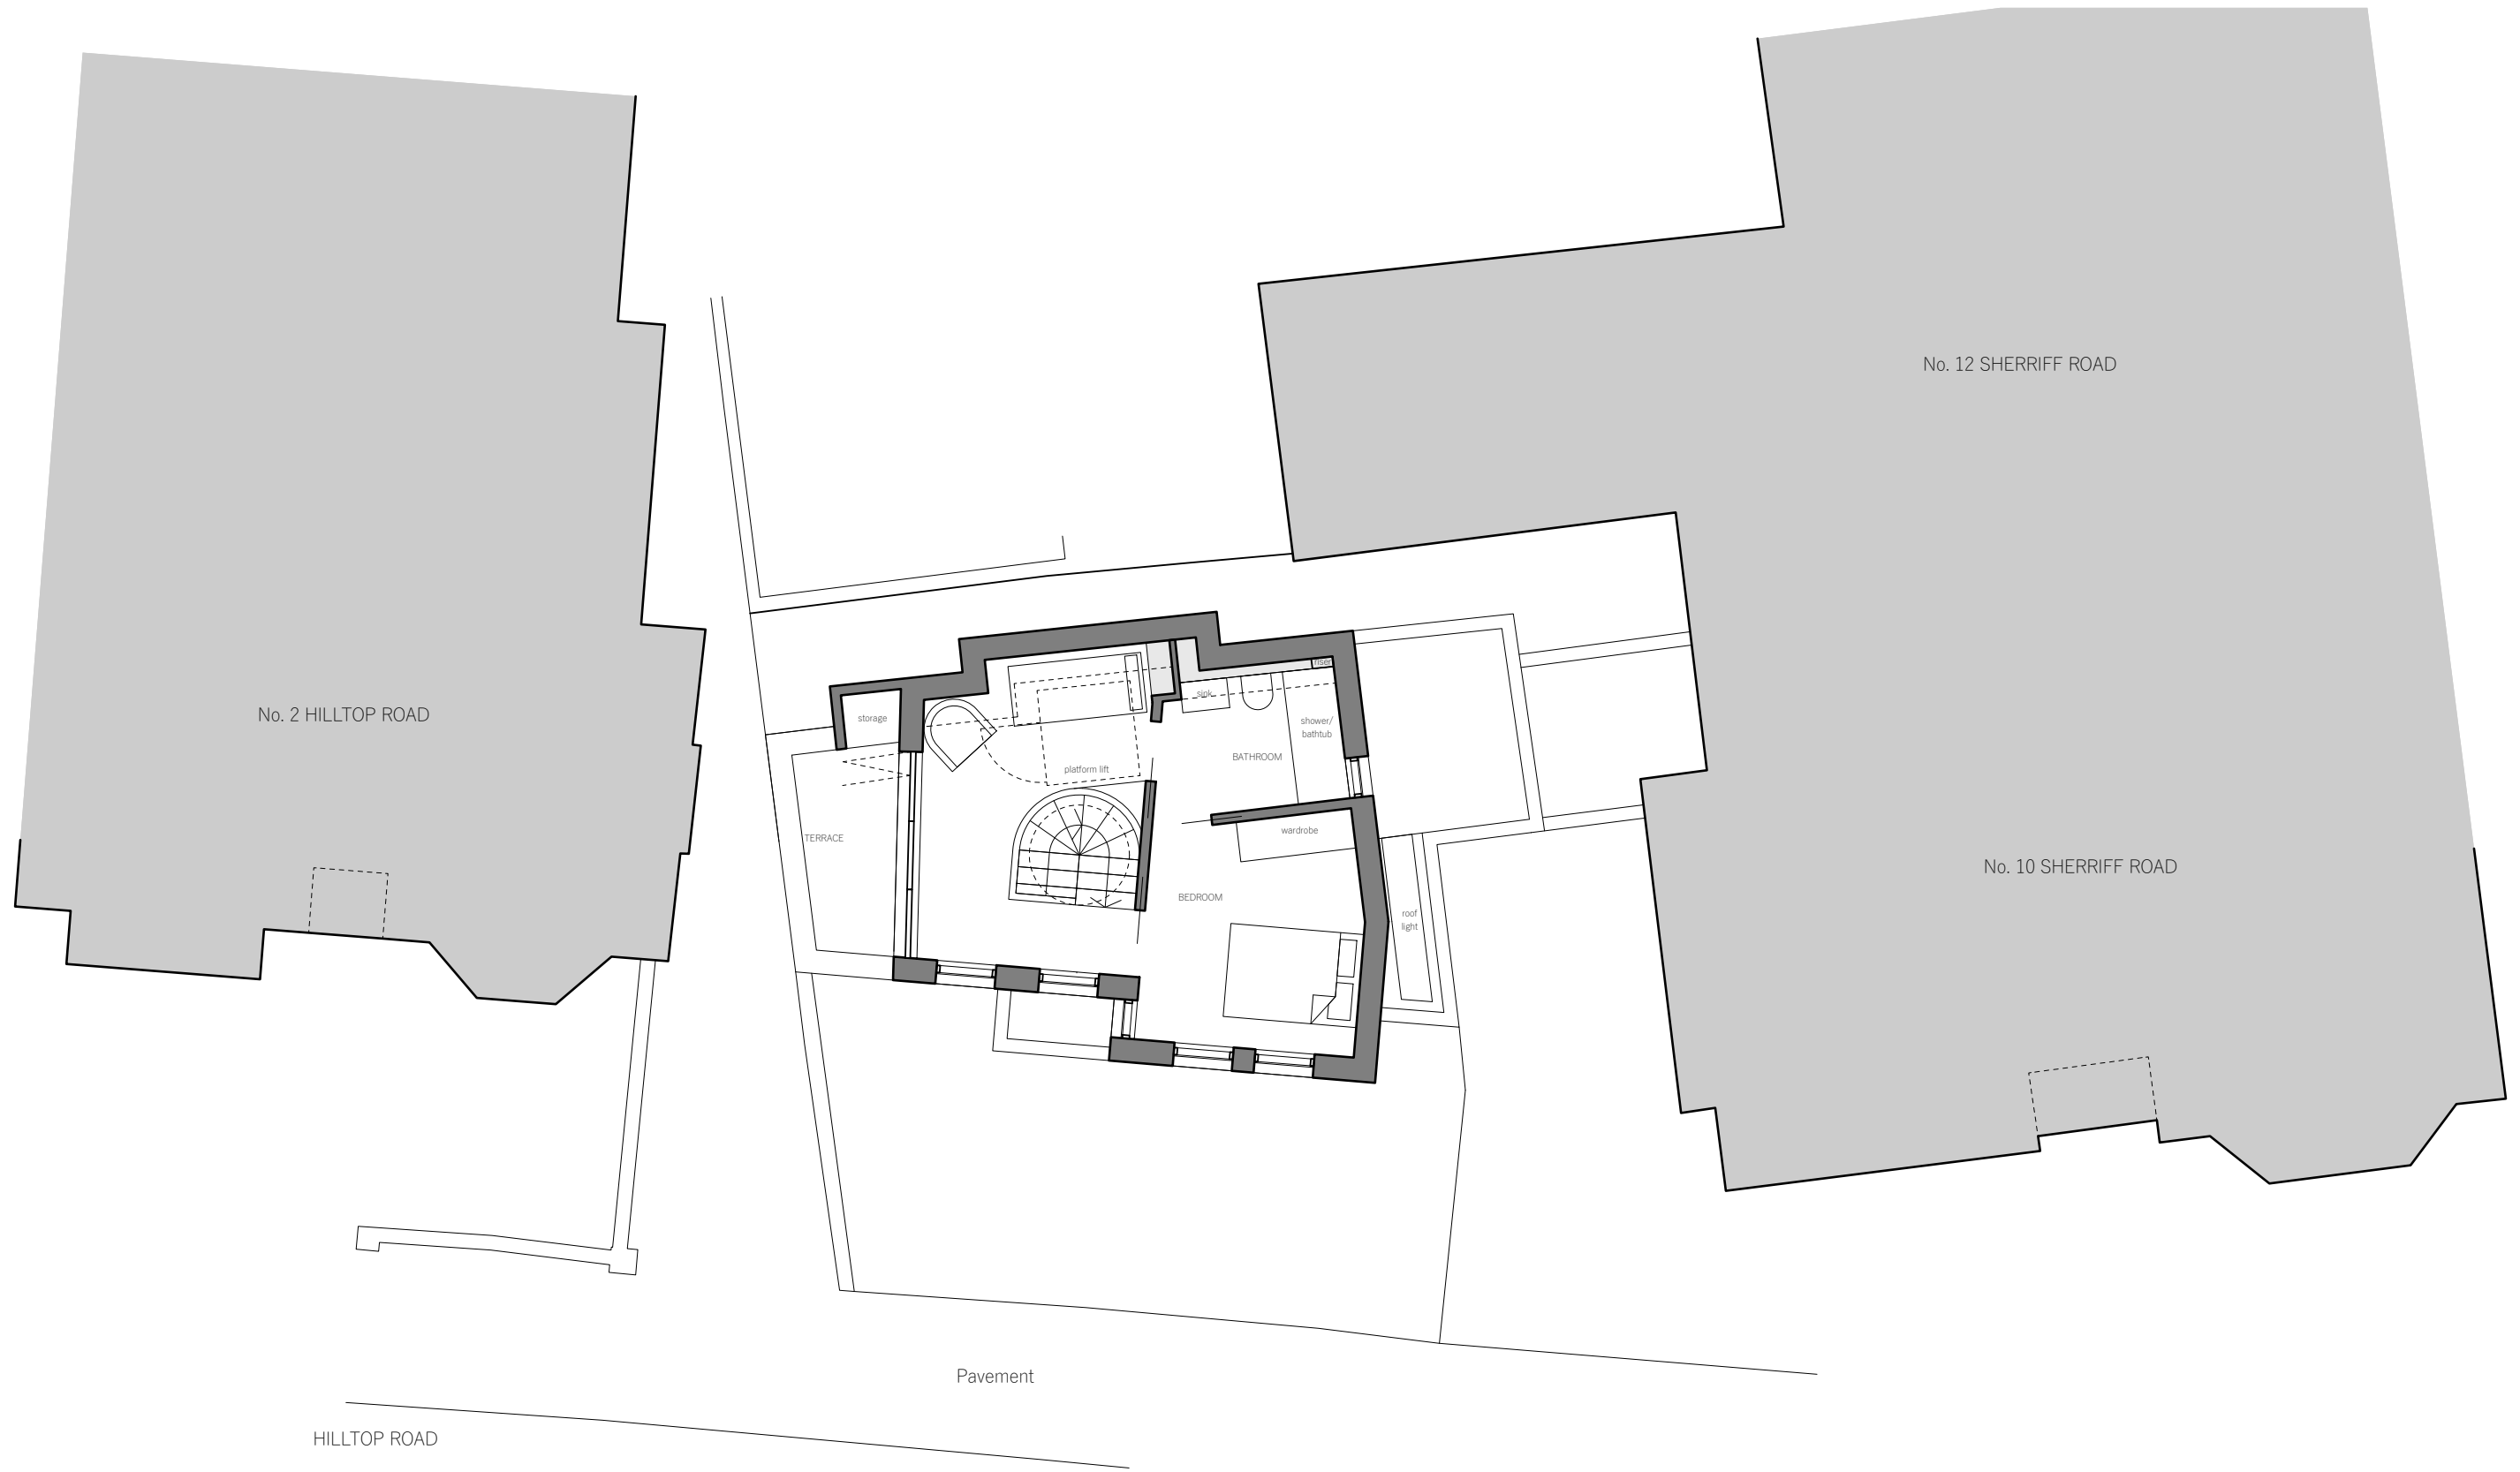 No. 12 SHERRIFF ROAD
No. 2 HILLTOP ROAD
No. 10 SHERRIFF ROAD
riser
sink
storage
shower/
bathtub
BATHROOM
platform lift
TERRACE
wardrobe
BEDROOM
roof
light
Pavement
HILLTOP ROAD